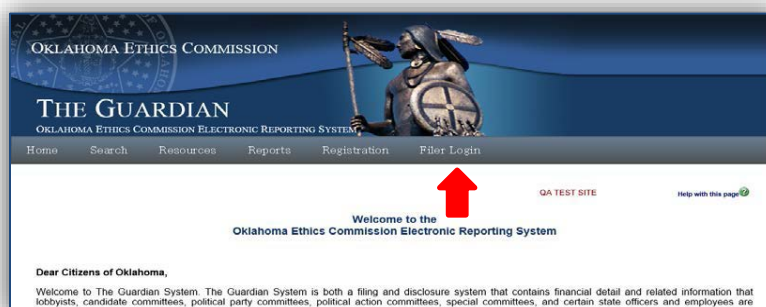 OKLAHOMA ETHICS COMMISSION
THE GUARDIAN
OKLAHOMA ETHICS COMMISSION ELECTRONIC REPORTING SYSTEM
Home Search Resources Reports Registration Filer Login
QA TEST SITE Help with this page
Welcome to the
Oklahoma Ethics Commission Electronic Reporting System
Dear Citizens of Oklahoma,
Welcome to The Guardian System. The Guardian System is both a filing and disclosure system that contains financial detail and related information that
lobbyists, candidate committees, political party committees, political action committees, special committees, and certain state officers and employees are